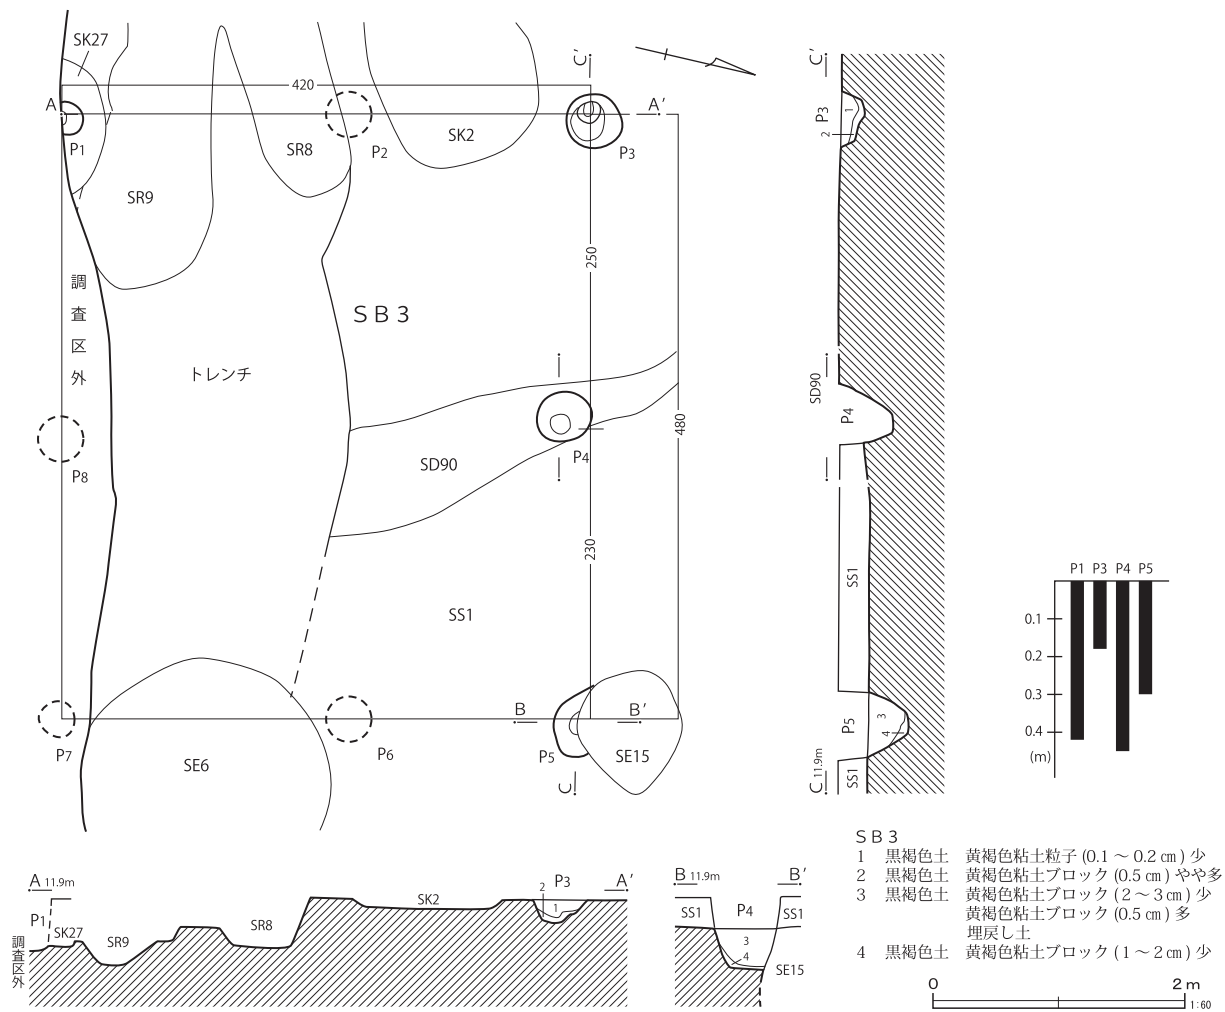 SK27
C′
420
A
A′
P1
SR8
P2
SK2
P3
SR9
250
調査区外
SB3
トレンチ
480
P8
SD90
P4
230
SS1
B
B′
P7
SE6
P6
P5
SE15
C
C′
P3
1
2
SD90
P4
SS1
P5
3
4
C 11.9m
SS1
P1 P3 P4 P5
0.1
0.2
0.3
0.4
(m)
A 11.9m
A′
P1
SK27
SR9
SR8
SK2
2
P3
1
調査区外
B 11.9m
B′
SS1
P4
SS1
3
4
SE15
SB3
1 黒褐色土 黄褐色粘土粒子 (0.1 ～ 0.2 ㎝ ) 少
2 黒褐色土 黄褐色粘土ブロック (0.5 ㎝ ) やや多
3 黒褐色土 黄褐色粘土ブロック (2 ～ 3 ㎝ ) 少
黄褐色粘土ブロック (0.5 ㎝ ) 多
埋戻し土
4 黒褐色土 黄褐色粘土ブロック (1 ～ 2 ㎝ ) 少
0 2 m
1:60